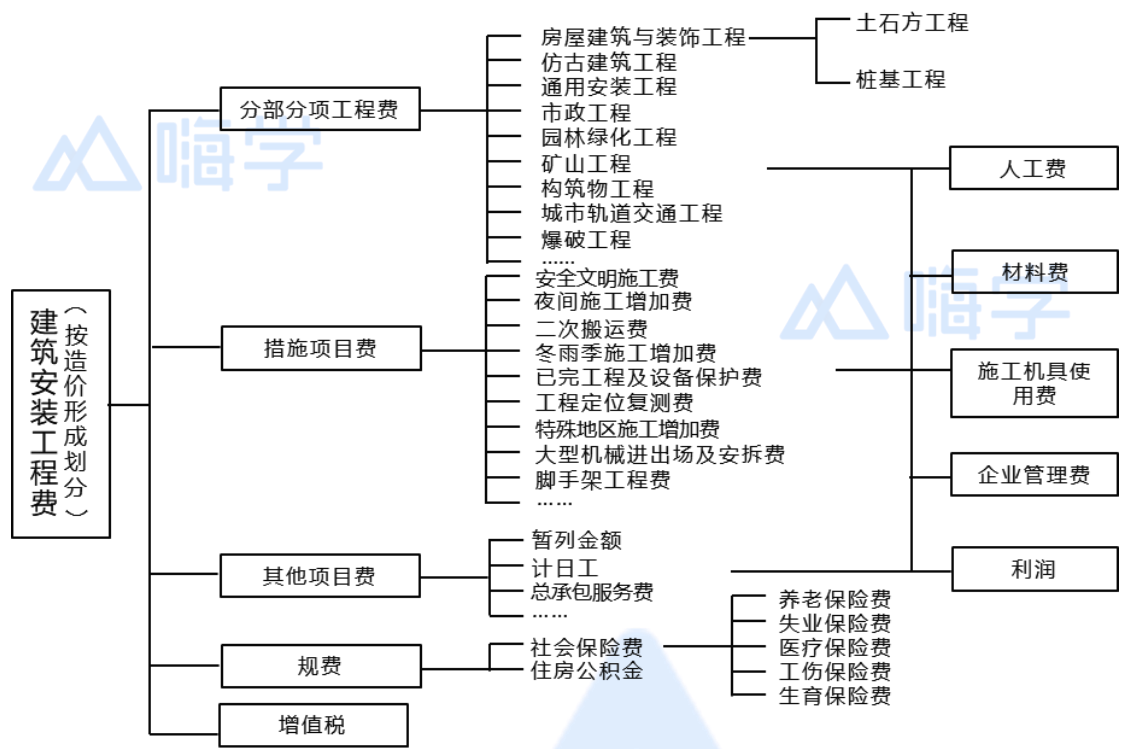 建筑安装工程费
（按造价形成划分）
分部分项工程费
房屋建筑与装饰工程
土石方工程
桩基工程
仿古建筑工程
通用安装工程
市政工程
园林绿化工程
矿山工程
构筑物工程
城市轨道交通工程
爆破工程
……
措施项目费
安全文明施工费
夜间施工增加费
二次搬运费
冬雨季施工增加费
已完工程及设备保护费
工程定位复测费
特殊地区施工增加费
大型机械进出场及安拆费
脚手架工程费
……
其他项目费
暂列金额
计日工
总承包服务费
……
人工费
材料费
施工机具使
用费
企业管理费
利润
规费
社会保险费
住房公积金
养老保险费
失业保险费
医疗保险费
工伤保险费
生育保险费
增值税
嗨学
嗨学